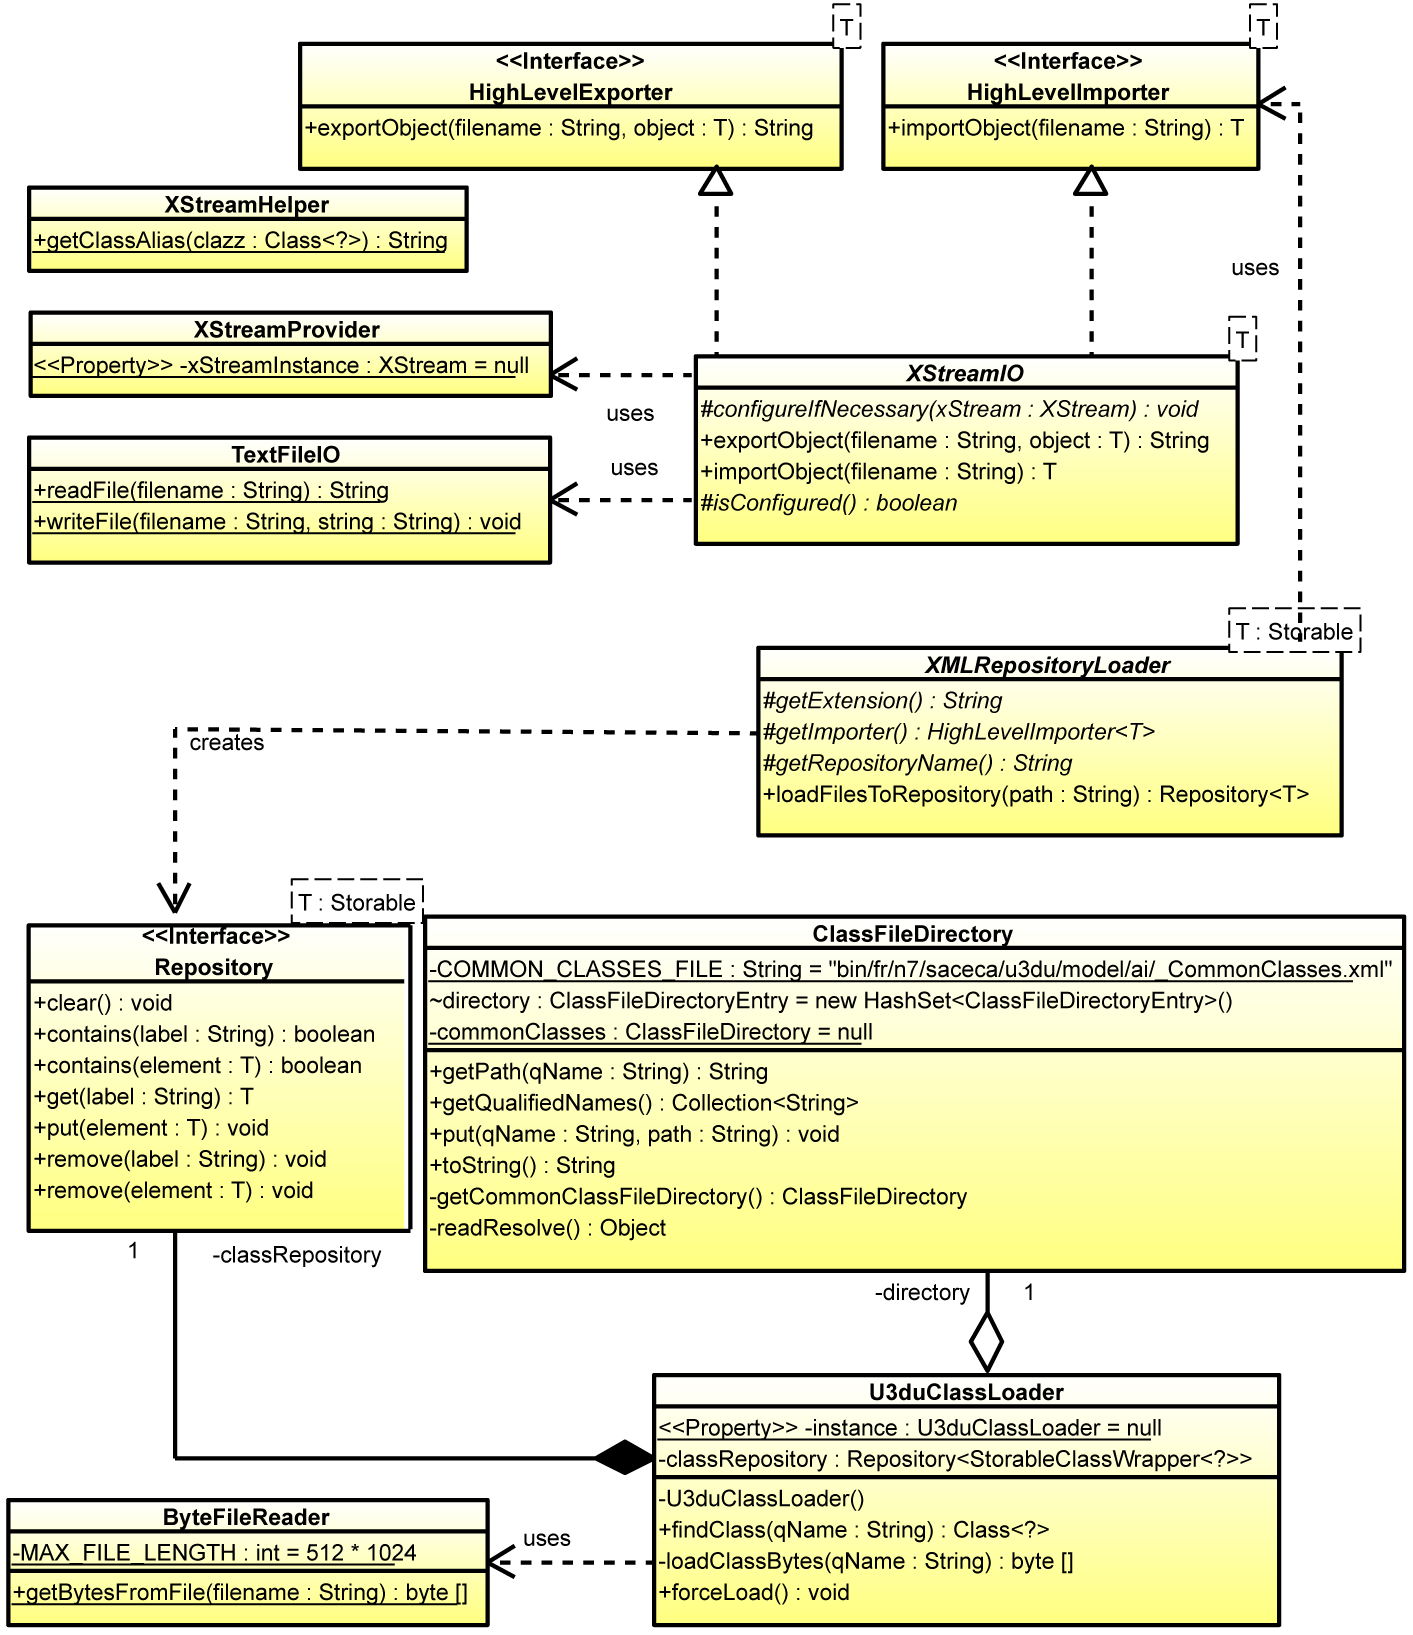 T
<<Interface>>
HighLevelExporter
+exportObject(filename : String, object : T) : String
T
<<Interface>>
HighLevelImporter
+importObject(filename : String) : T
XStreamHelper
+getClassAlias(clazz : Class<?>) : String
uses
XStreamProvider
<<Property>> -xStreamInstance : XStream = null
uses
TextFileIO
+readFile(filename : String) : String
+writeFile(filename : String, string : String) : void
uses
T
XStreamIO
#configureIfNecessary(xStream : XStream) : void
+exportObject(filename : String, object : T) : String
+importObject(filename : String) : T
#isConfigured() : boolean
T : Storable
XMLRepositoryLoader
#getExtension() : String
#getImporter() : HighLevelImporter<T>
#getRepositoryName() : String
+loadFilesToRepository(path : String) : Repository<T>
creates
T : Storable
<<Interface>>
Repository
+clear() : void
+contains(label : String) : boolean
+contains(element : T) : boolean
+get(label : String) : T
+put(element : T) : void
+remove(label : String) : void
+remove(element : T) : void
ClassFileDirectory
-COMMON_CLASSES_FILE : String = "bin/fr/n7/saceca/u3du/model/ai/_CommonClasses.xml"
~directory : ClassFileDirectoryEntry = new HashSet<ClassFileDirectoryEntry>()
-commonClasses : ClassFileDirectory = null
+getPath(qName : String) : String
+getQualifiedNames() : Collection<String>
+put(qName : String, path : String) : void
+toString() : String
-getCommonClassFileDirectory() : ClassFileDirectory
-readResolve() : Object
1
-classRepository
-directory
1
U3duClassLoader
<<Property>> -instance : U3duClassLoader = null
-classRepository : Repository<StorableClassWrapper<?>>
-U3duClassLoader()
+findClass(qName : String) : Class<?>
-loadClassBytes(qName : String) : byte []
+forceLoad() : void
uses
ByteFileReader
-MAX_FILE_LENGTH : int = 512 * 1024
+getBytesFromFile(filename : String) : byte []